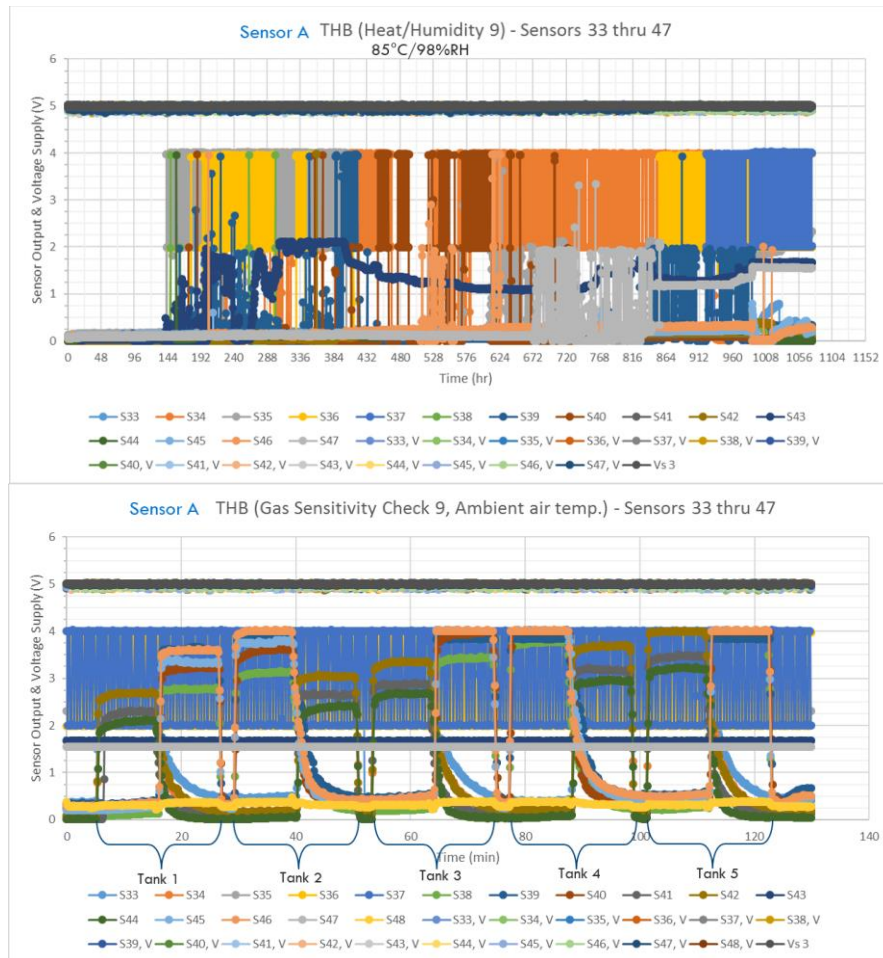 Sensor A THB (Heat/Humidity 9) - Sensors 33 thru 47
85°C/98%RH
Sensor Output & Voltage Supply (V)
6
5
4
3
2
1
0
0 48 96 144 192 240 288 336 384 432 480 528 576 624 672 720 768 816 864 912 960 1008 1056 1104 1152
Time (hr)
S33 S34 S35 S36 S37 S38 S39 S40 S41 S42 S43
S44 S45 S46 S47 S33, V S34, V S35, V S36, V S37, V S38, V S39, V
S40, V S41, V S42, V S43, V S44, V S45, V S46, V S47, V Vs 3
Sensor A THB (Gas Sensitivity Check 9, Ambient air temp.) - Sensors 33 thru 47
Sensor Output & Voltage Supply (V)
6
5
4
3
2
1
0
0 20 40 60 80 100 120 140
Time (min)
Tank 1 Tank 2 Tank 3 Tank 4 Tank 5
S33 S34 S35 S36 S37 S38 S39 S40 S41 S42 S43
S44 S45 S46 S47 S48 S33, V S34, V S35, V S36, V S37, V S38, V
S39, V S40, V S41, V S42, V S43, V S44, V S45, V S46, V S47, V S48, V Vs 3